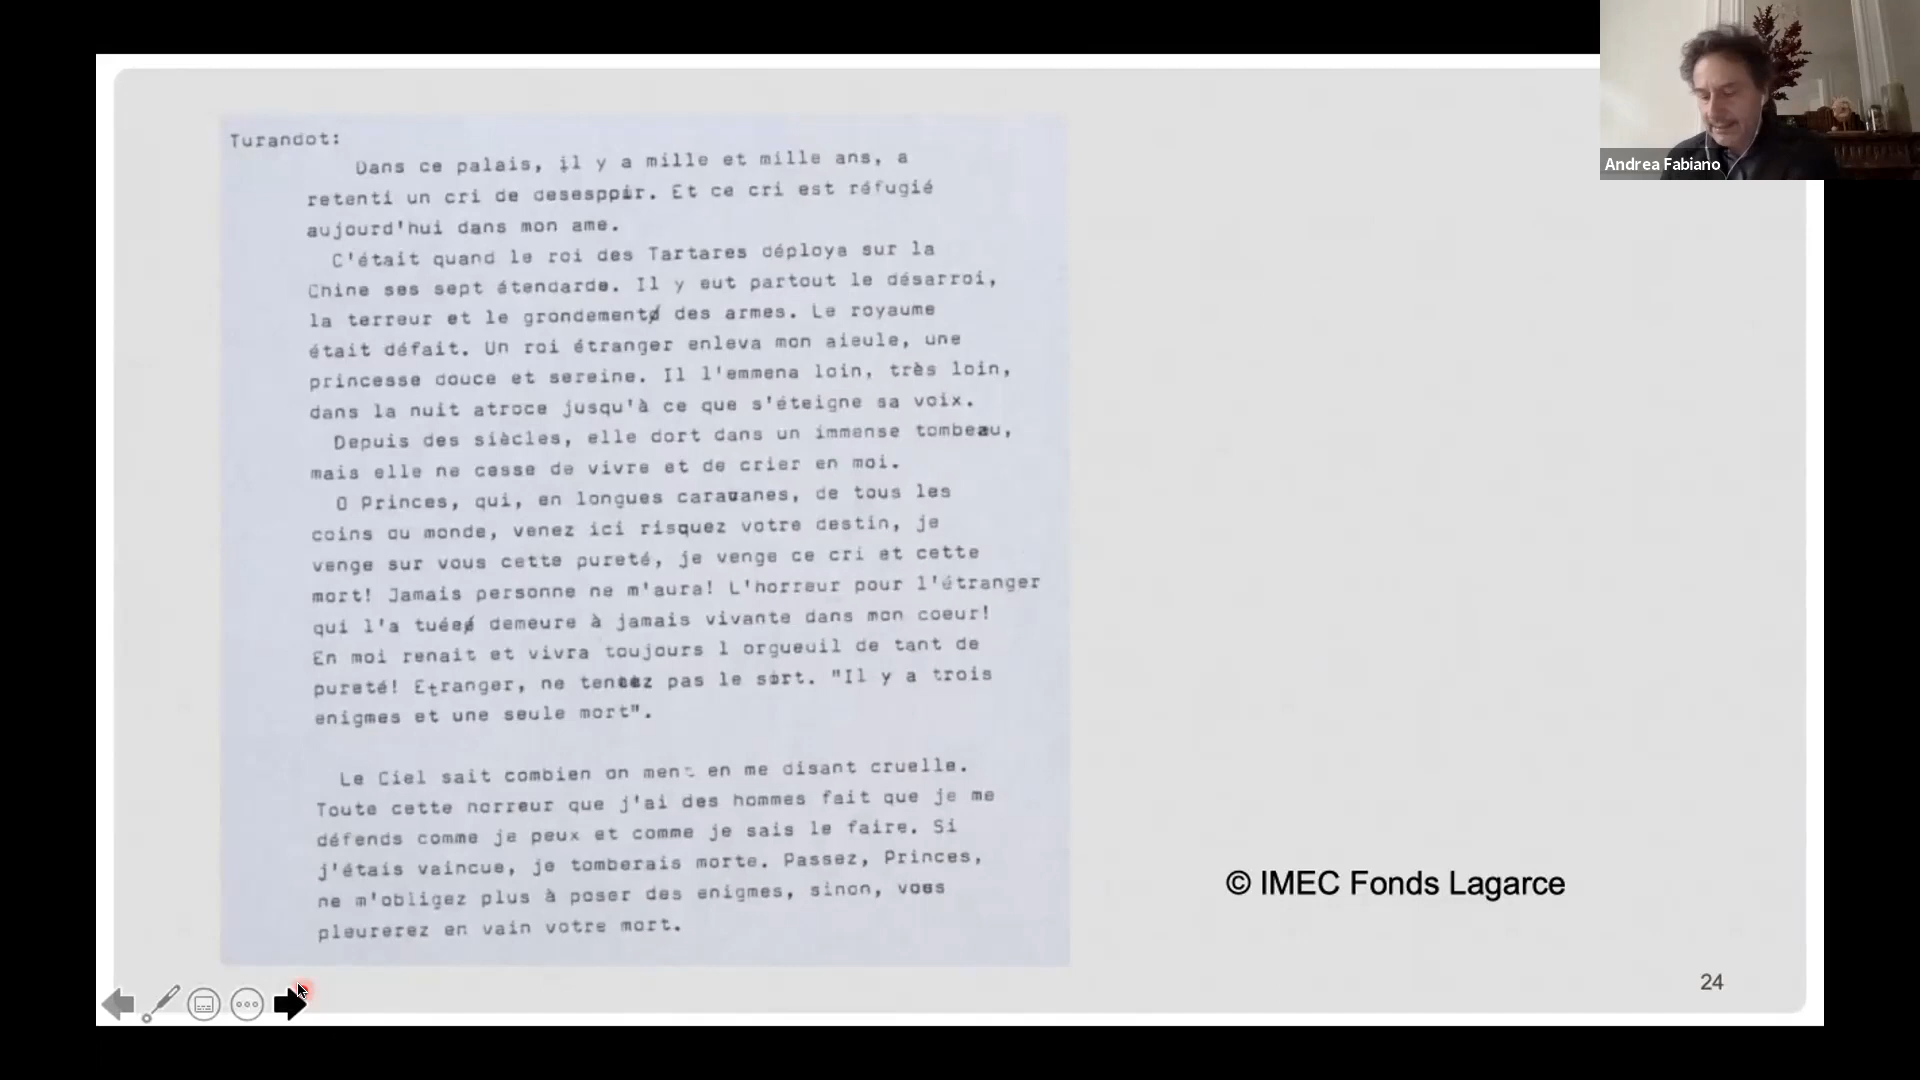 Andrea Fabiano
Turandot:
Dans ce palais, il y a mille et mille ans, a
retenti un cri de desesppir. Et ce cri est réfugié
aujourd'hui dans mon ame.
C'était quand le roi des Tartares déploya sur la
Chine ses sept étendards. Il y eut partout le désarroi,
la terreur et le grondement des armes. Le royaume
était défait. Un roi étranger enleva mon aieule, une
princesse douce et sereine. Il l'emmena loin, très loin,
dans la nuit atroce jusqu'à ce que s'éteigne sa voix.
Depuis des siècles, elle dort dans un immense tombeau,
mais elle ne cesse de vivre et de crier en moi.
O Princes, qui, en longues caravanes, de tous les
coins du monde, venez ici risquez votre destin, je
venge sur vous cette pureté, je venge ce cri et cette
mort! Jamais personne ne m'aura! L'horreur pour l'étranger
qui l'a tuée demeure à jamais vivante dans mon coeur!
En moi renait et vivra toujours l orgueuil de tant de
pureté! Etranger, ne tentez pas le sort. "Il y a trois
enigmes et une seule mort".
Le Ciel sait combien on ment en me disant cruelle.
Toute cette horreur que j'ai des hommes fait que je me
défends comme je peux et comme je sais le faire. Si
j'étais vaincue, je tomberais morte. Passez, Princes,
ne m'obligez plus à poser des enigmes, sinon, vous
pleurerez en vain votre mort.
© IMEC Fonds Lagarce
24